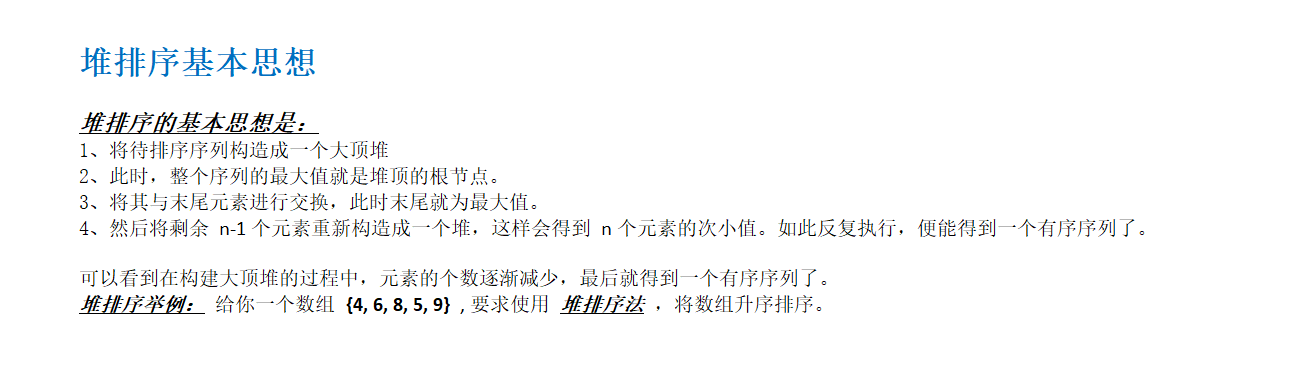 堆排序基本思想
堆排序的基本思想是：
1、将待排序序列构造成一个大顶堆
2、此时，整个序列的最大值就是堆顶的根节点。
3、将其与末尾元素进行交换，此时末尾就为最大值。
4、然后将剩余 n-1 个元素重新构造成一个堆，这样会得到 n 个元素的次小值。如此反复执行，便能得到一个有序序列了。
可以看到在构建大顶堆的过程中，元素的个数逐渐减少，最后就得到一个有序序列了。
堆排序举例： 给你一个数组 {4, 6, 8, 5, 9} , 要求使用 堆排序法 ，将数组升序排序。